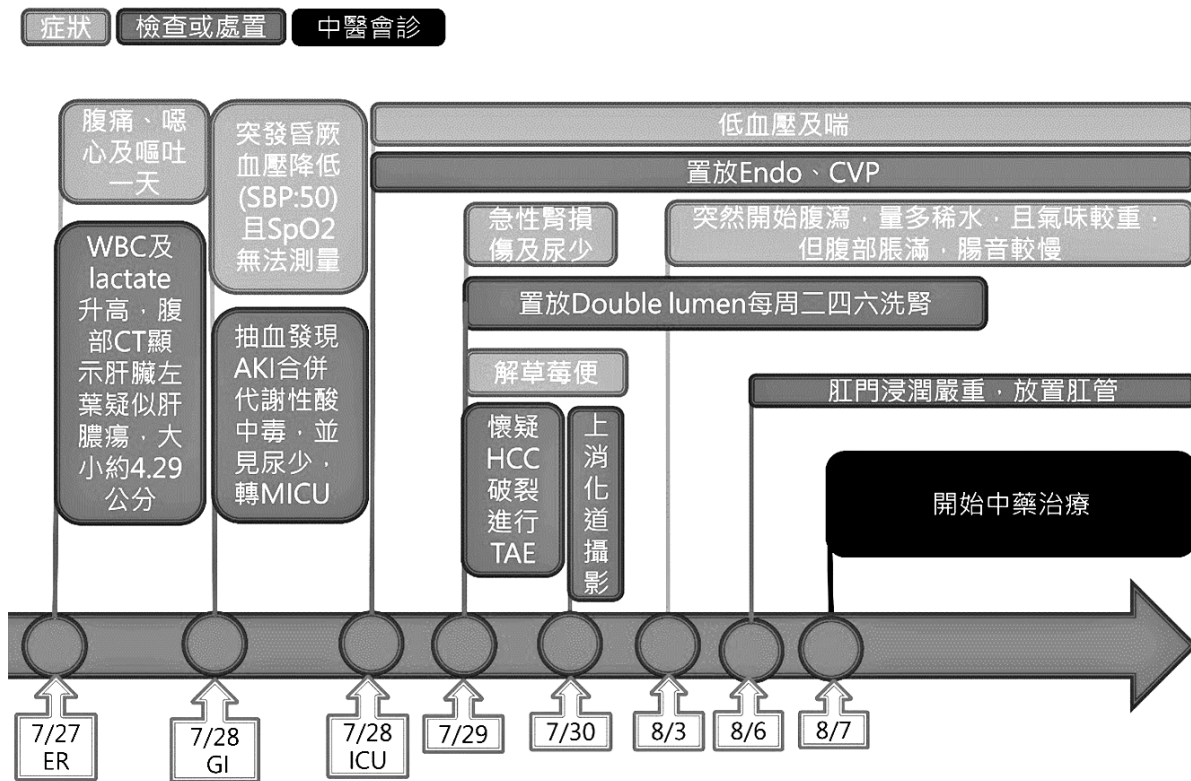 症狀
檢查或處置
中醫會診
腹痛、噁
心及嘔吐
一天
WBC及
lactate
升高，腹
部CT顯
示肝臟左
葉疑似肝
膿瘍，大
小約4.29
公分
突發昏厥
血壓降低
(SBP:50)
且SpO2
無法測量
抽血發現
AKI合併
代謝性酸
中毒，並
見尿少，
轉MICU
低血壓及喘
置放Endo、CVP
急性腎損
傷及尿少
突然開始腹瀉，量多稀水，且氣味較重，
但腹部脹滿，腸音較慢
置放Double lumen每周二四六洗腎
解草莓便
懷疑
HCC
破裂
進行
TAE
上
消
化
道
攝
影
肛門浸潤嚴重，放置肛管
開始中藥治療
7/27
ER
7/28
GI
7/28
ICU
7/29
7/30
8/3
8/6
8/7